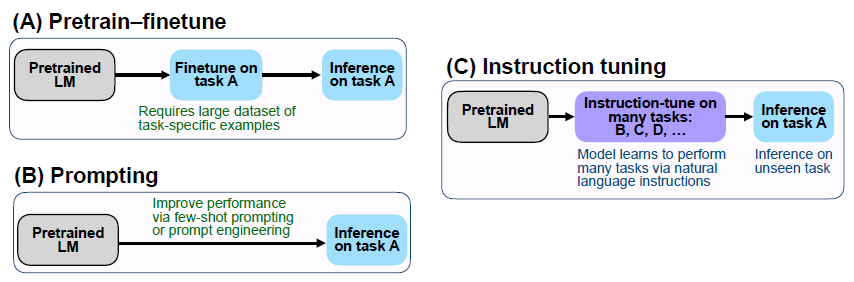 (A) Pretrain–finetune
Pretrained
LM
Finetune on
task A
Inference
on task A
Requires large dataset of
task-specific examples
(B) Prompting
Pretrained
LM
Improve performance
via few-shot prompting
or prompt engineering
Inference
on task A
(C) Instruction tuning
Pretrained
LM
Instruction-tune on
many tasks:
B, C, D, …
Inference
on task A
Model learns to perform
many tasks via natural
language instructions
Inference on
unseen task